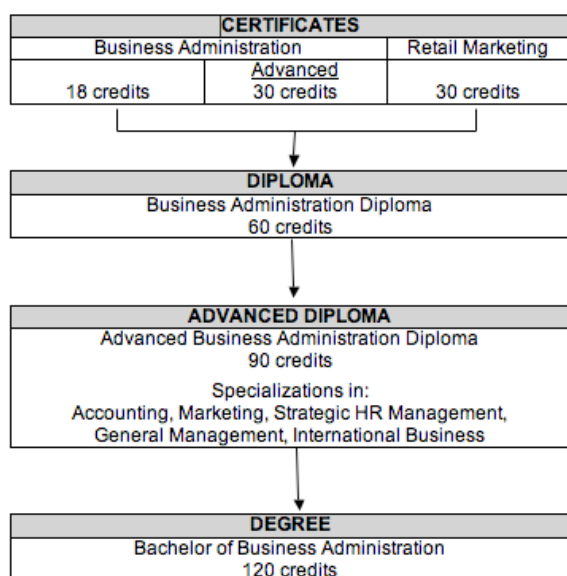 CERTIFICATES
Business Administration Retail Marketing
Advanced
18 credits 30 credits 30 credits
DIPLOMA
Business Administration Diploma
60 credits
ADVANCED DIPLOMA
Advanced Business Administration Diploma
90 credits
Specializations in:
Accounting, Marketing, Strategic HR Management,
General Management, International Business
DEGREE
Bachelor of Business Administration
120 credits